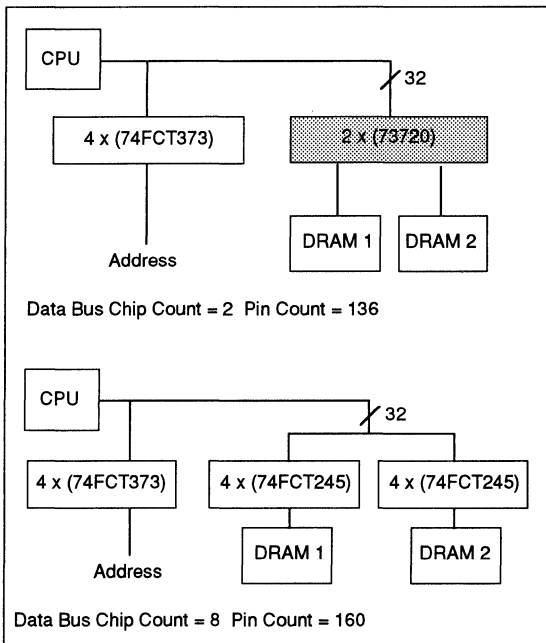 CPU
32
4 x (74FCT373)
2 x (73720)
DRAM 1
DRAM 2
Address
Data Bus Chip Count = 2 Pin Count = 136
CPU
32
4 x (74FCT373)
4 x (74FCT245)
4 x (74FCT245)
DRAM 1
DRAM 2
Address
Data Bus Chip Count = 8 Pin Count = 160